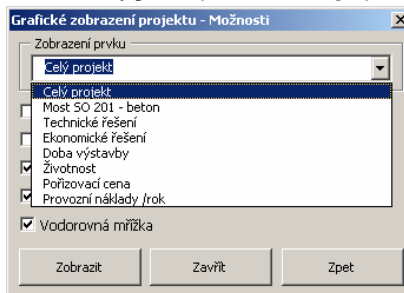 Grafické zobrazení projektu - Možnosti
Zobrazení prvku
Celý projekt
Celý projekt
Most SO 201 - beton
Technické řešení
Ekonomické řešení
Doba výstavby
Životnost
Pořizovací cena
Provozní náklady /rok
Vodorovná mřížka
Zobrazit
Zavřít
Zpet